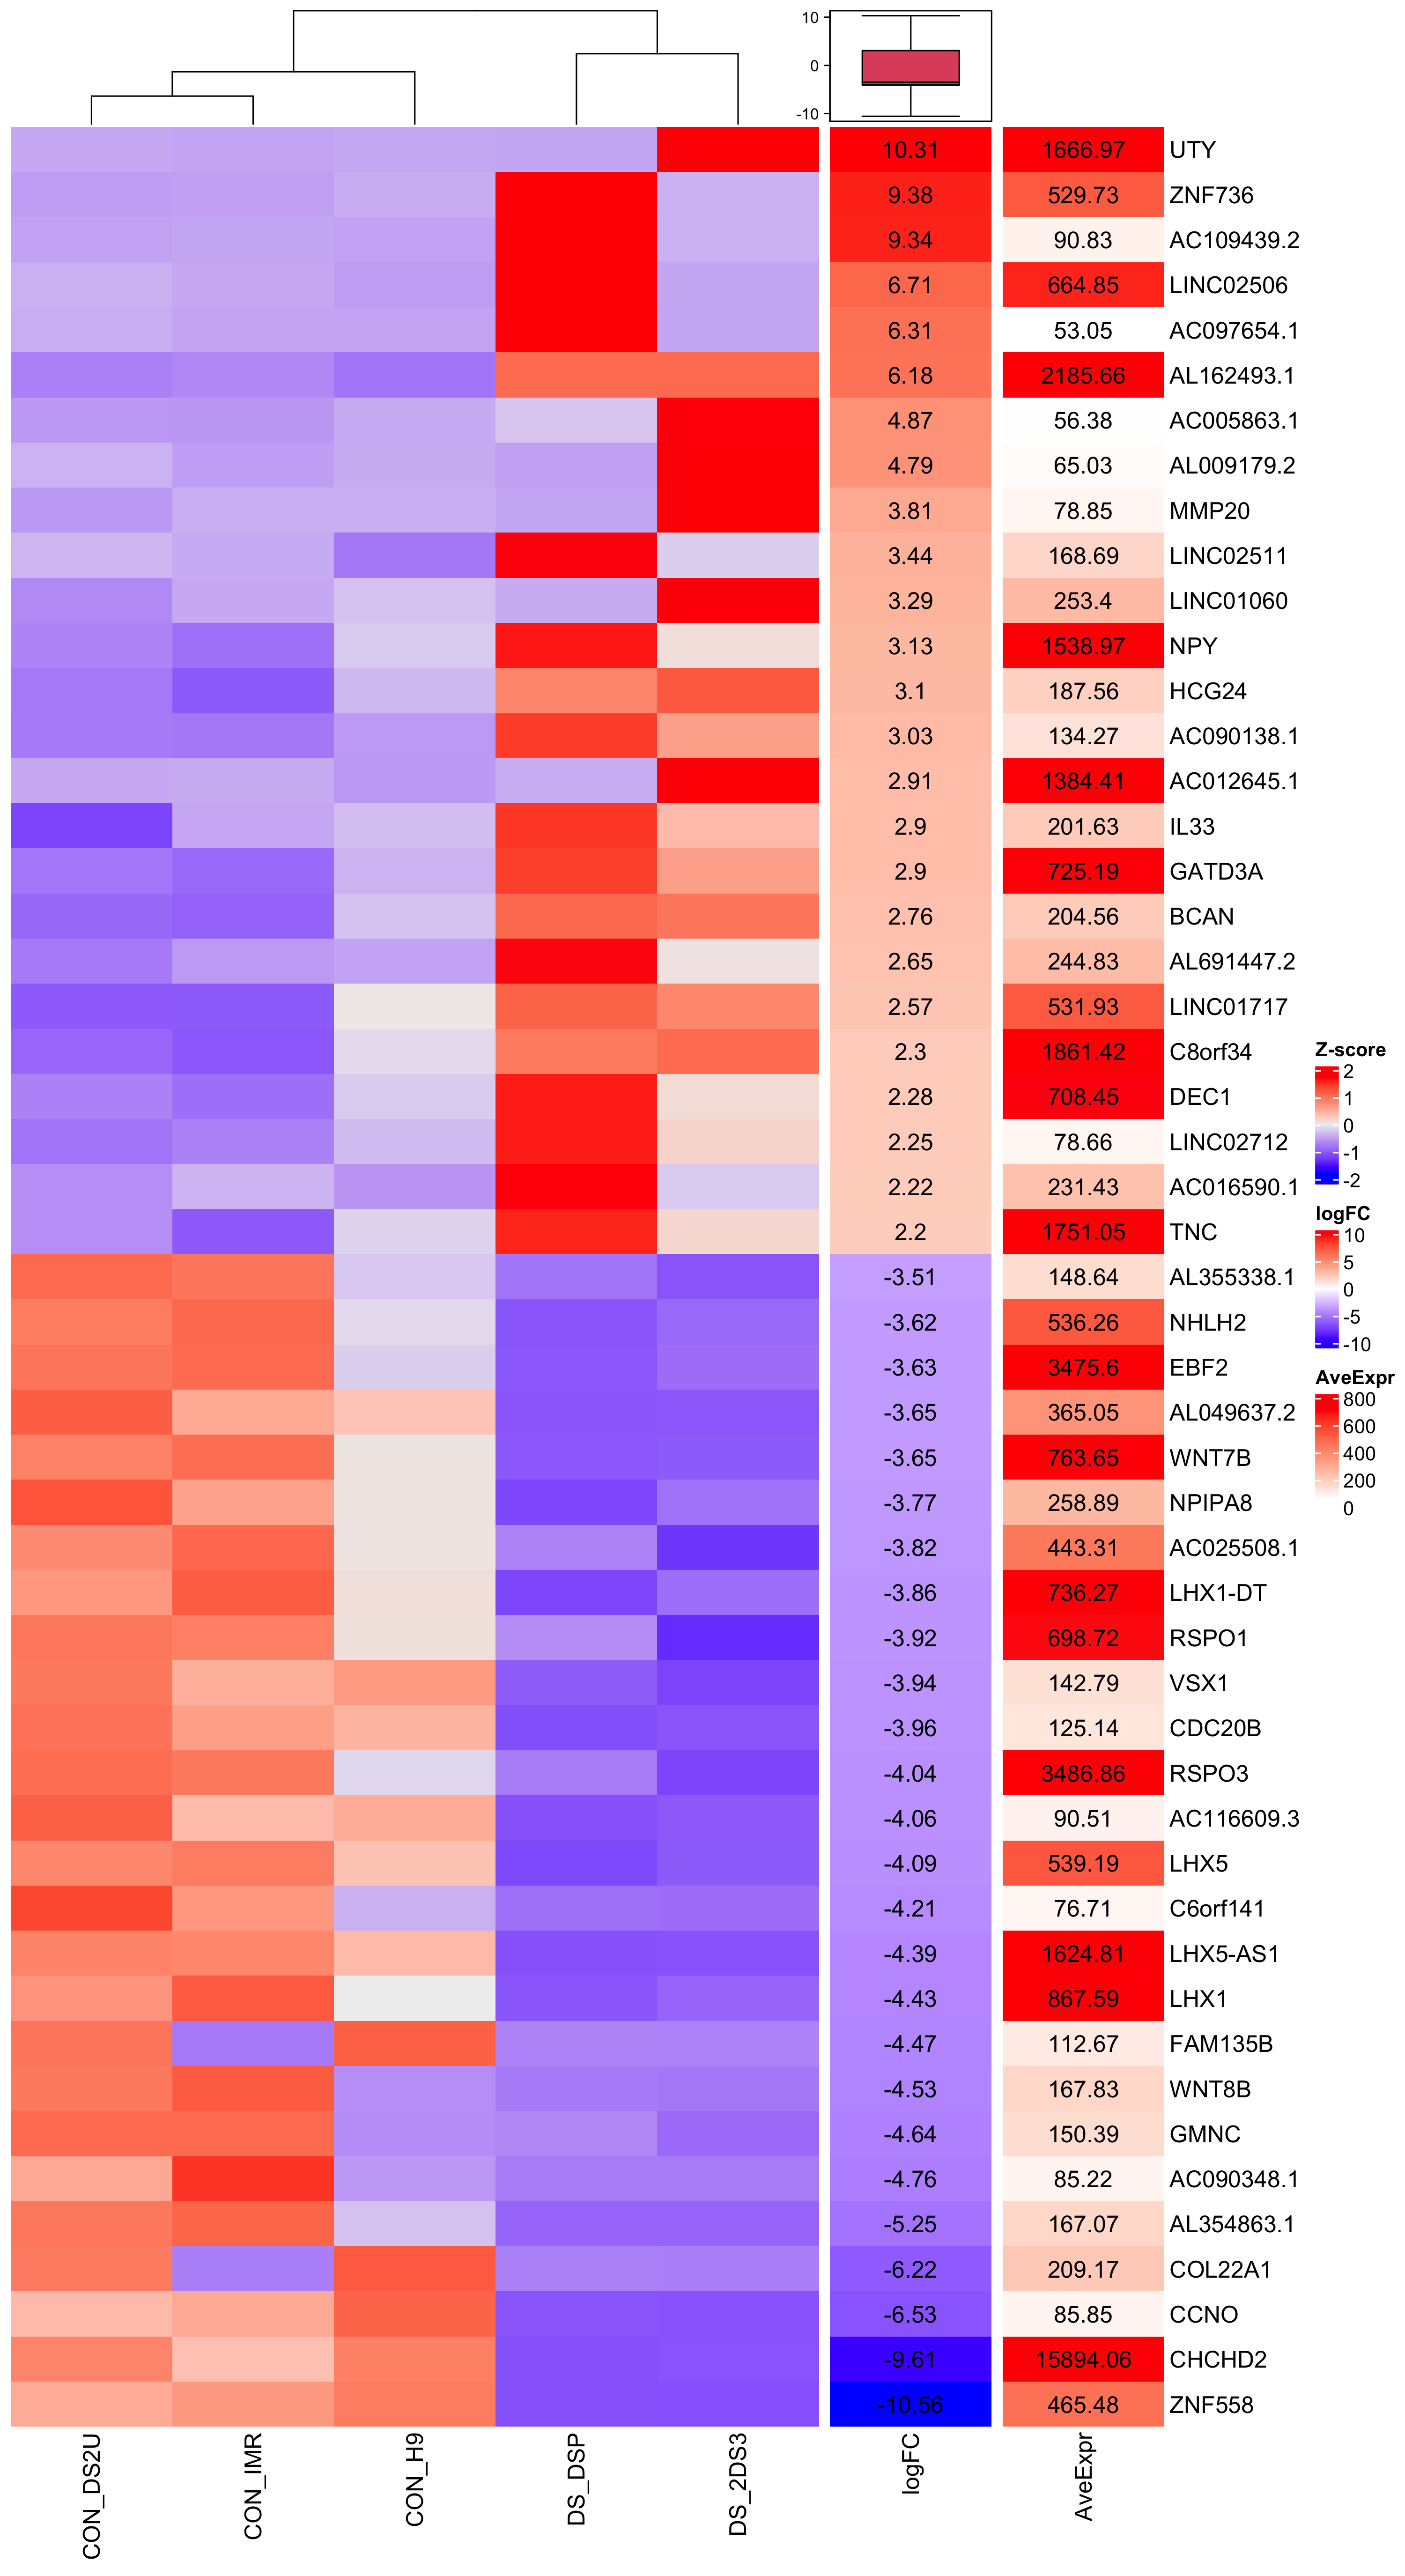 10
0
-10
10.31 1666.97 UTY
9.38 529.73 ZNF736
9.34 90.83 AC109439.2
6.71 664.85 LINC02506
6.31 53.05 AC097654.1
6.18 2185.66 AL162493.1
4.87 56.38 AC005863.1
4.79 65.03 AL009179.2
3.81 78.85 MMP20
3.44 168.69 LINC02511
3.29 253.4 LINC01060
3.13 1538.97 NPY
3.1 187.56 HCG24
3.03 134.27 AC090138.1
2.91 1384.41 AC012645.1
2.9 201.63 IL33
2.9 725.19 GATD3A
2.76 204.56 BCAN
2.65 244.83 AL691447.2
2.57 531.93 LINC01717
2.3 1861.42 C8orf34
2.28 708.45 DEC1
2.25 78.66 LINC02712
2.22 231.43 AC016590.1
2.2 1751.05 TNC
-3.51 148.64 AL355338.1
-3.62 536.26 NHLH2
-3.63 3475.6 EBF2
-3.65 365.05 AL049637.2
-3.65 763.65 WNT7B
-3.77 258.89 NPIPA8
-3.82 443.31 AC025508.1
-3.86 736.27 LHX1-DT
-3.92 698.72 RSPO1
-3.94 142.79 VSX1
-3.96 125.14 CDC20B
-4.04 3486.86 RSPO3
-4.06 90.51 AC116609.3
-4.09 539.19 LHX5
-4.21 76.71 C6orf141
-4.39 1624.81 LHX5-AS1
-4.43 867.59 LHX1
-4.47 112.67 FAM135B
-4.53 167.83 WNT8B
-4.64 150.39 GMNC
-4.76 85.22 AC090348.1
-5.25 167.07 AL354863.1
-6.22 209.17 COL22A1
-6.53 85.85 CCNO
-9.61 15894.06 CHCHD2
-10.56 465.48 ZNF558
CON_DS2U
CON_IMR
CON_H9
DS_DSP
DS_2DS3
logFC
AveExpr
Z-score
2
1
0
-1
-2
logFC
10
5
0
-5
-10
AveExpr
800
600
400
200
0